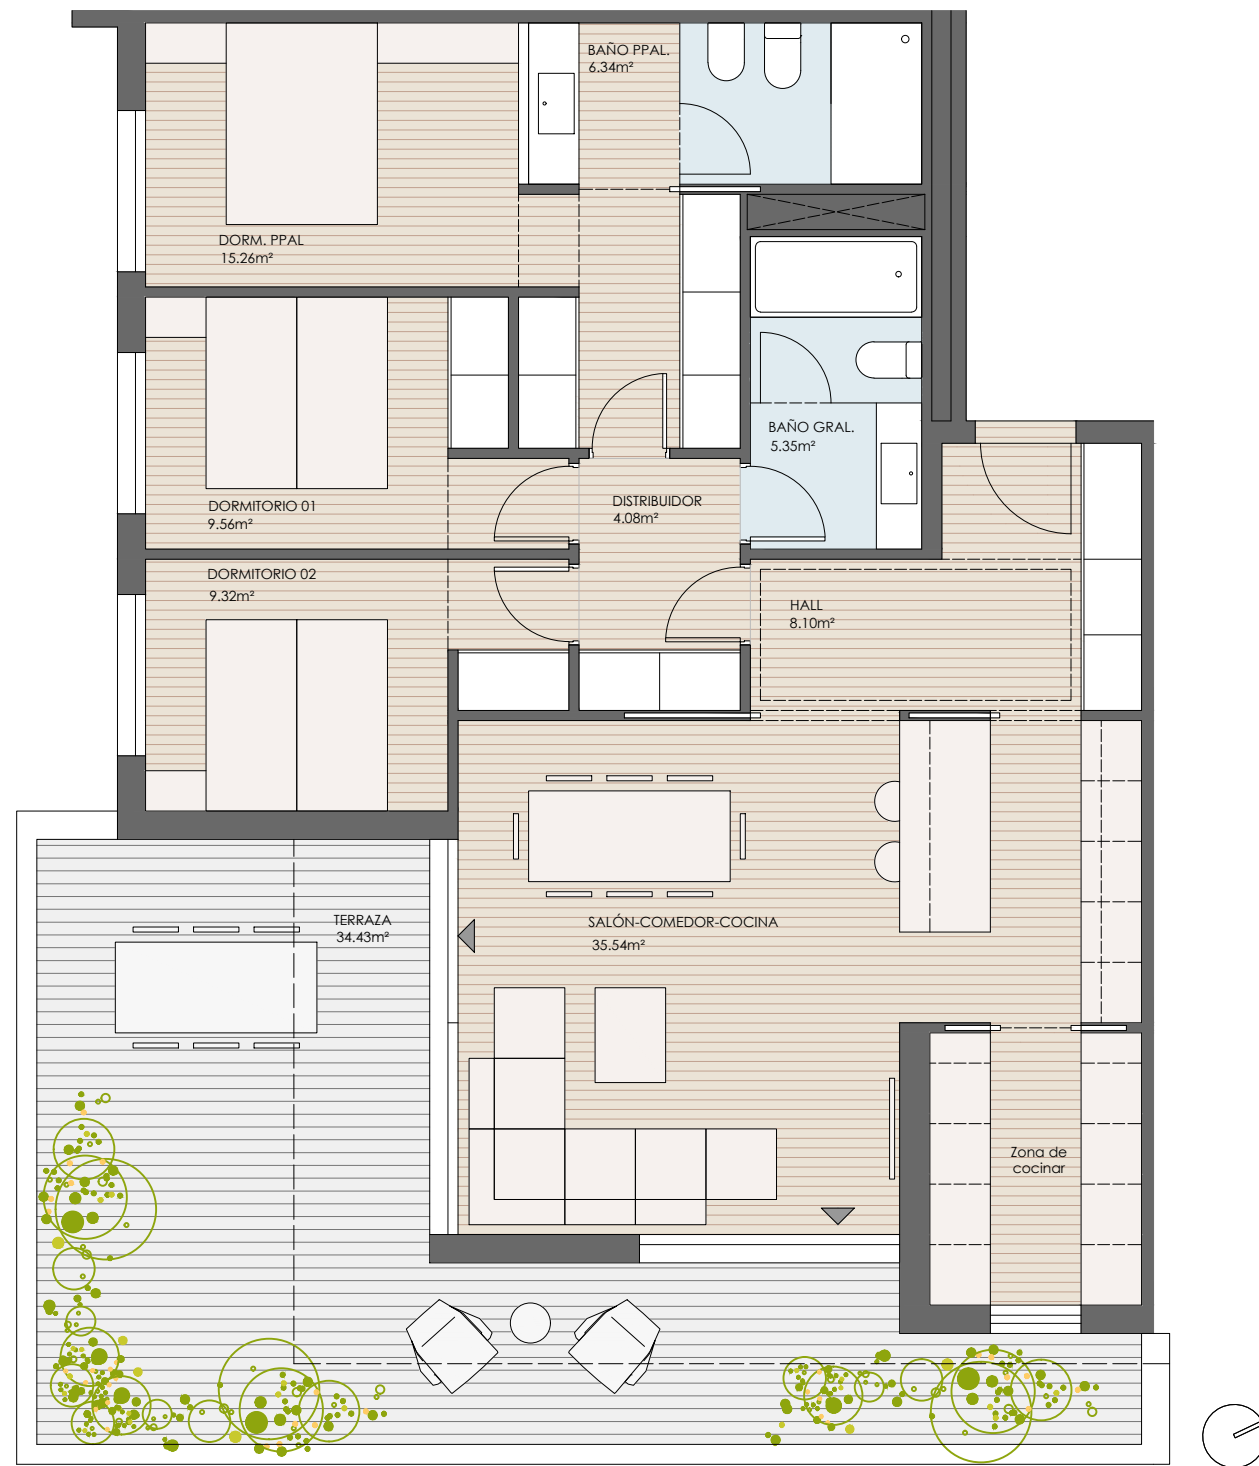 BAÑO PPAL.
6.34m²
DORM. PPAL
15.26m²
BAÑO GRAL.
5.35m²
DORMITORIO 01
9.56m²
DISTRIBUIDOR
4.08m²
DORMITORIO 02
9.32m²
HALL
8.10m²
TERRAZA
34.43m²
SALÓN-COMEDOR-COCINA
35.54m²
Zona de
cocinar